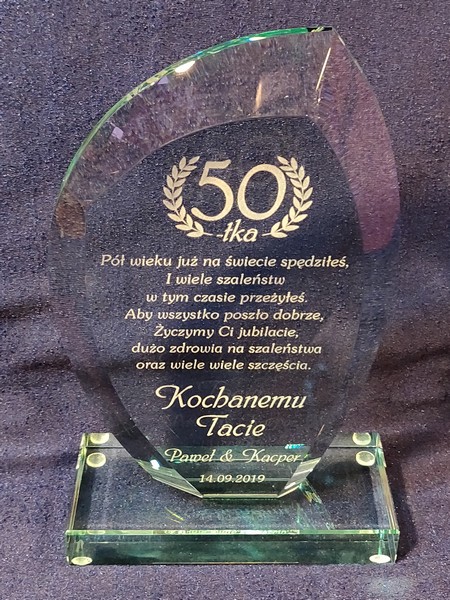 50
-tka-
Pół wieku już na świecie spędziłeś,
I wiele szaleństw
w tym czasie przeżyłeś.
Aby wszystko poszło dobrze,
Życzymy Ci jubilacie,
dużo zdrowia na szaleństwa
oraz wiele wiele szczęścia.
Kochanemu
Tacie
Paweł & Kacper
14.09.2019